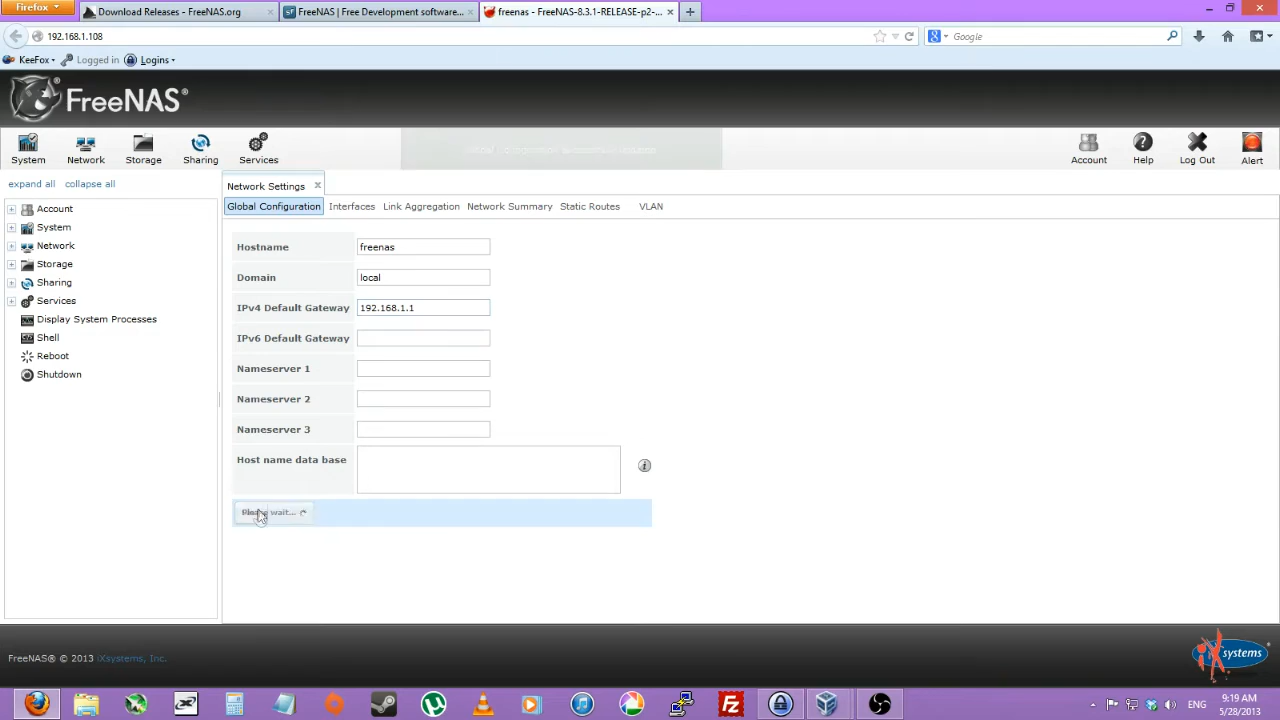 Firefox
Download Releases - FreeNAS.org
FreeNAS | Free Development software...
freenas - FreeNAS-8.3.1-RELEASE-p2-...
192.168.1.108
Google
KeeFox
Logged in
Logins
FreeNAS®
System
Network
Storage
Sharing
Services
Account
Help
Log Out
Alert
expand all
collapse all
Account
System
Network
Storage
Sharing
Services
Display System Processes
Shell
Reboot
Shutdown
Network Settings
Global Configuration
Interfaces
Link Aggregation
Network Summary
Static Routes
VLAN
Hostname
freenas
Domain
local
IPv4 Default Gateway
192.168.1.1
IPv6 Default Gateway
Nameserver 1
Nameserver 2
Nameserver 3
Host name data base
Please wait...
FreeNAS® © 2013 iXsystems, Inc.
iXsystems
ENG
9:19 AM
5/28/2013